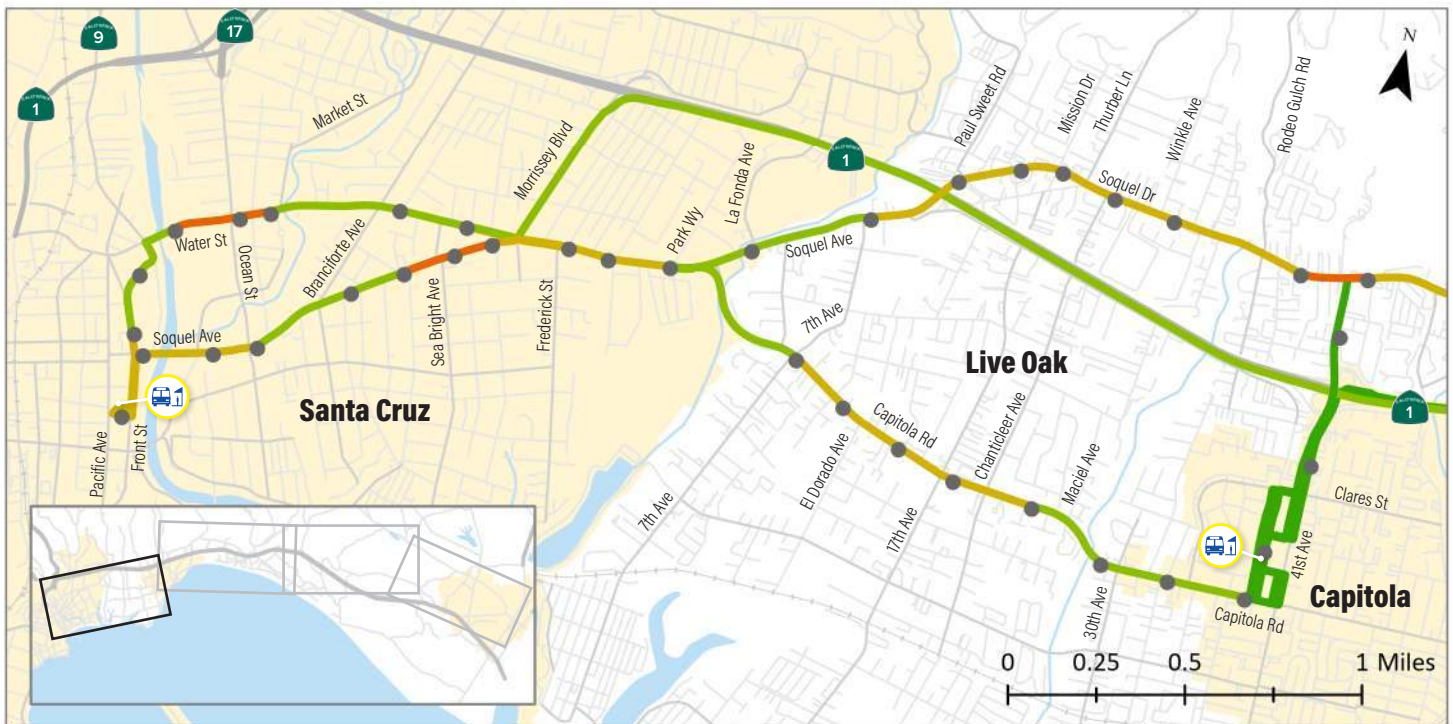 N
9
17
CALIFORNIA
1
Market St
Morrissey Blvd
La Fonda Ave
CALIFORNIA
1
Paul Sweet Rd
Mission Dr
Thurber Ln
Winkle Ave
Rodeo Gulch Rd
Soquel Dr
Water St
Ocean St
Branciforte Ave
Park Wy
Soquel Ave
Soquel Ave
Sea Bright Ave
Frederick St
7th Ave
Live Oak
Santa Cruz
CALIFORNIA
1
Pacific Ave
Front St
Capitola Rd
El Dorado Ave
Chanticleer Ave
Maciel Ave
7th Ave
17th Ave
Clares St
41st Ave
30th Ave
Capitola
Capitola Rd
0 0.25 0.5 1 Miles